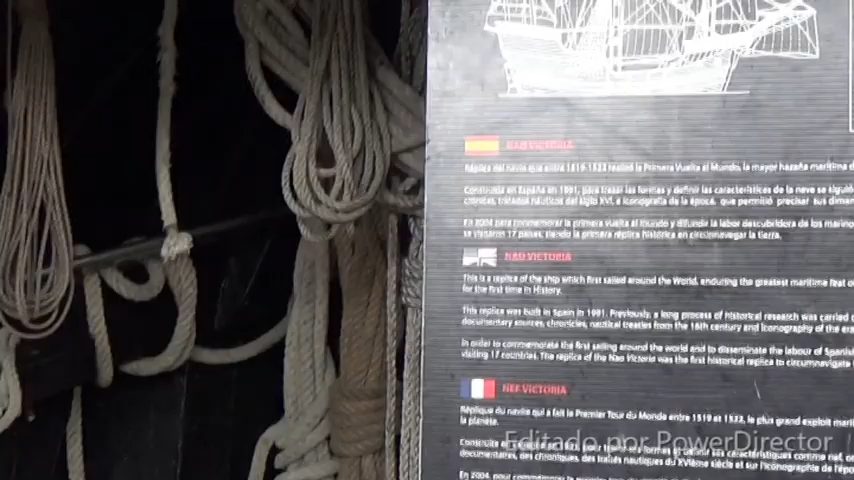 NAO VICTORIA
Réplica del navío que entre 1519-1522 realizó la Primera Vuelta al Mundo, la mayor hazaña marítima
Construida en España en 1991, para trazar las formas y definir las características de la nave se siguió
crónicas, tratados náuticos del siglo XVI, e iconografía de la época, que permitió precisar sus
En 2004 para conmemorar la primera vuelta al mundo y difundir la labor descubridora de los
se visitaron 17 países, siendo la primera réplica histórica en circunnavegar la tierra.
NAO VICTORIA
This is a replica of the ship which first sailed around the World, enduring the greatest maritime feat
for the first time in History.
This replica was built in Spain in 1991. Previously, a long process of historical research was carried
documentary sources, chronicles, nautical treaties from the 16th century and iconography of the
In order to commemorate the first sailing around the world and to disseminate the labour of Spanish
visiting 17 countries. The replica of the Nao Victoria was the first historical replica to circumnavigate
NEF VICTORIA
Réplique du navire qui a fait le Premier Tour du Monde entre 1519 et 1522, le plus grand exploit
la planète.
Construite en
documentaires, des chroniques, des traités nautiques du XVIème siècle et sur l'iconographie de
En 2004, pour
Editado por PowerDirector